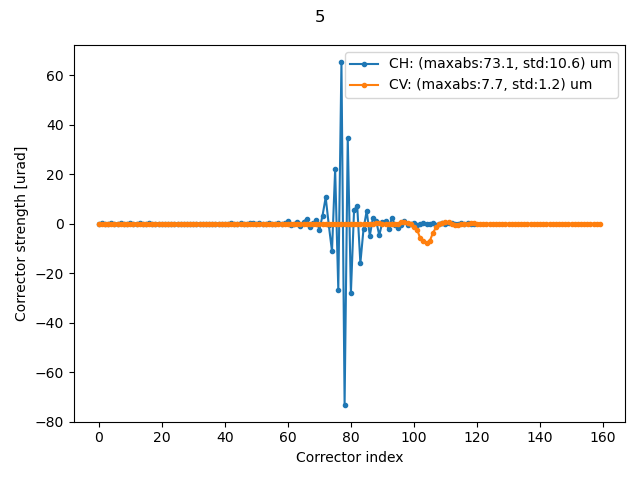 5
CH: (maxabs:73.1, std:10.6) um
CV: (maxabs:7.7, std:1.2) um
Corrector strength [urad]
60
40
20
0
−20
−40
−60
−80
0 20 40 60 80 100 120 140 160
Corrector index